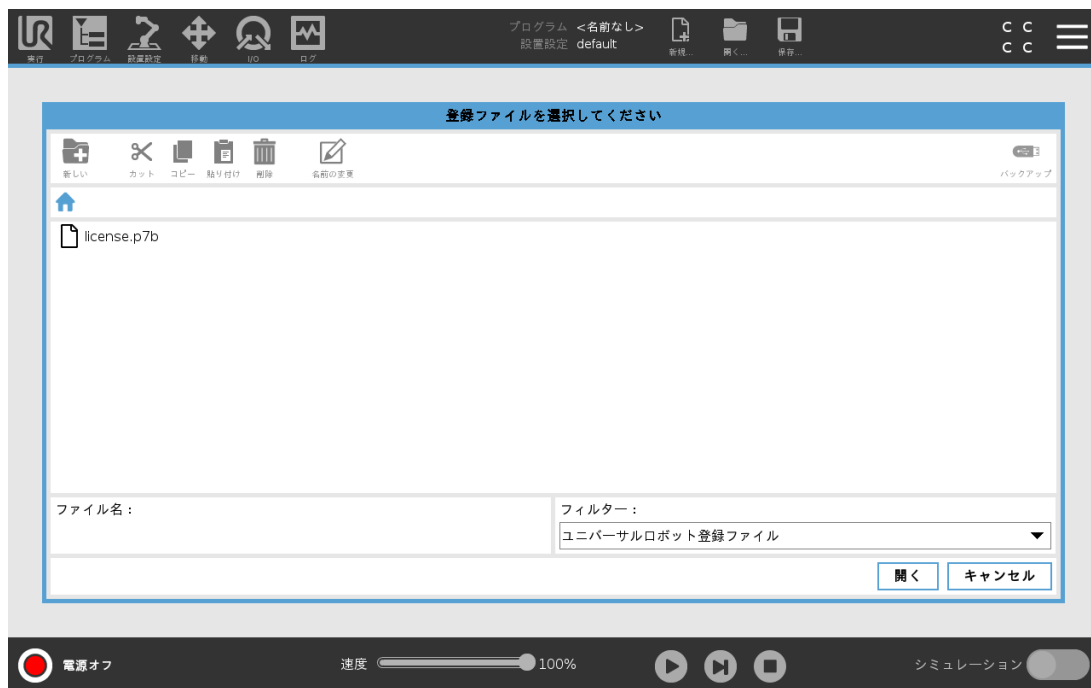 プログラム <名前なし>
設置設定 default
実行 プログラム 設置設定 移動 I/O ログ
新規... 開く... 保存...
C C
C C
登録ファイルを選択してください
新しい カット コピー 貼り付け 削除 名前の変更 バックアップ
license.p7b
ファイル名：
フィルター：
ユニバーサルロボット登録ファイル
開く キャンセル
電源オフ 速度 100% シミュレーション